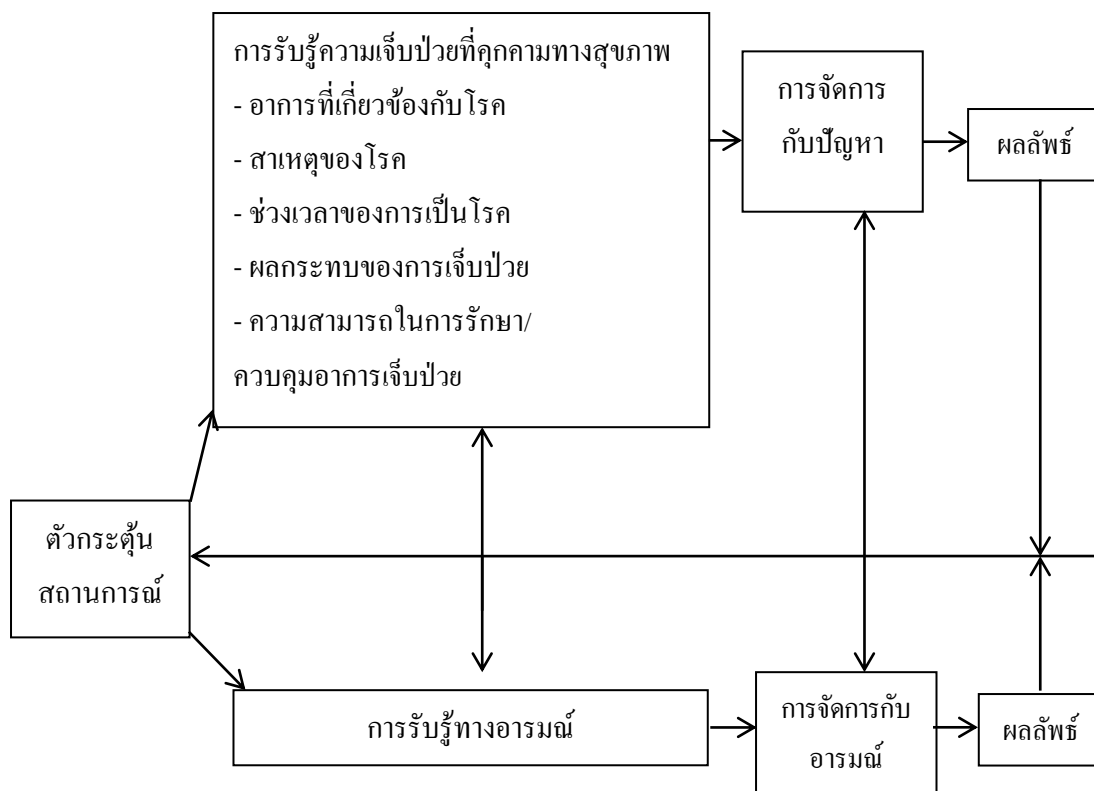 การรับรู้ความเจ็บป่วยที่คุกคามทางสุขภาพ
- อาการที่เกี่ยวข้องกับโรค
- สาเหตุของโรค
- ช่วงเวลาของการเป็นโรค
- ผลกระทบของการเจ็บป่วย
- ความสามารถในการรักษา/
ควบคุมอาการเจ็บป่วย
การจัดการ
กับปัญหา
ผลลัพธ์
ตัวกระตุ้น
สถานการณ์
การรับรู้ทางอารมณ์
การจัดการกับ
อารมณ์
ผลลัพธ์